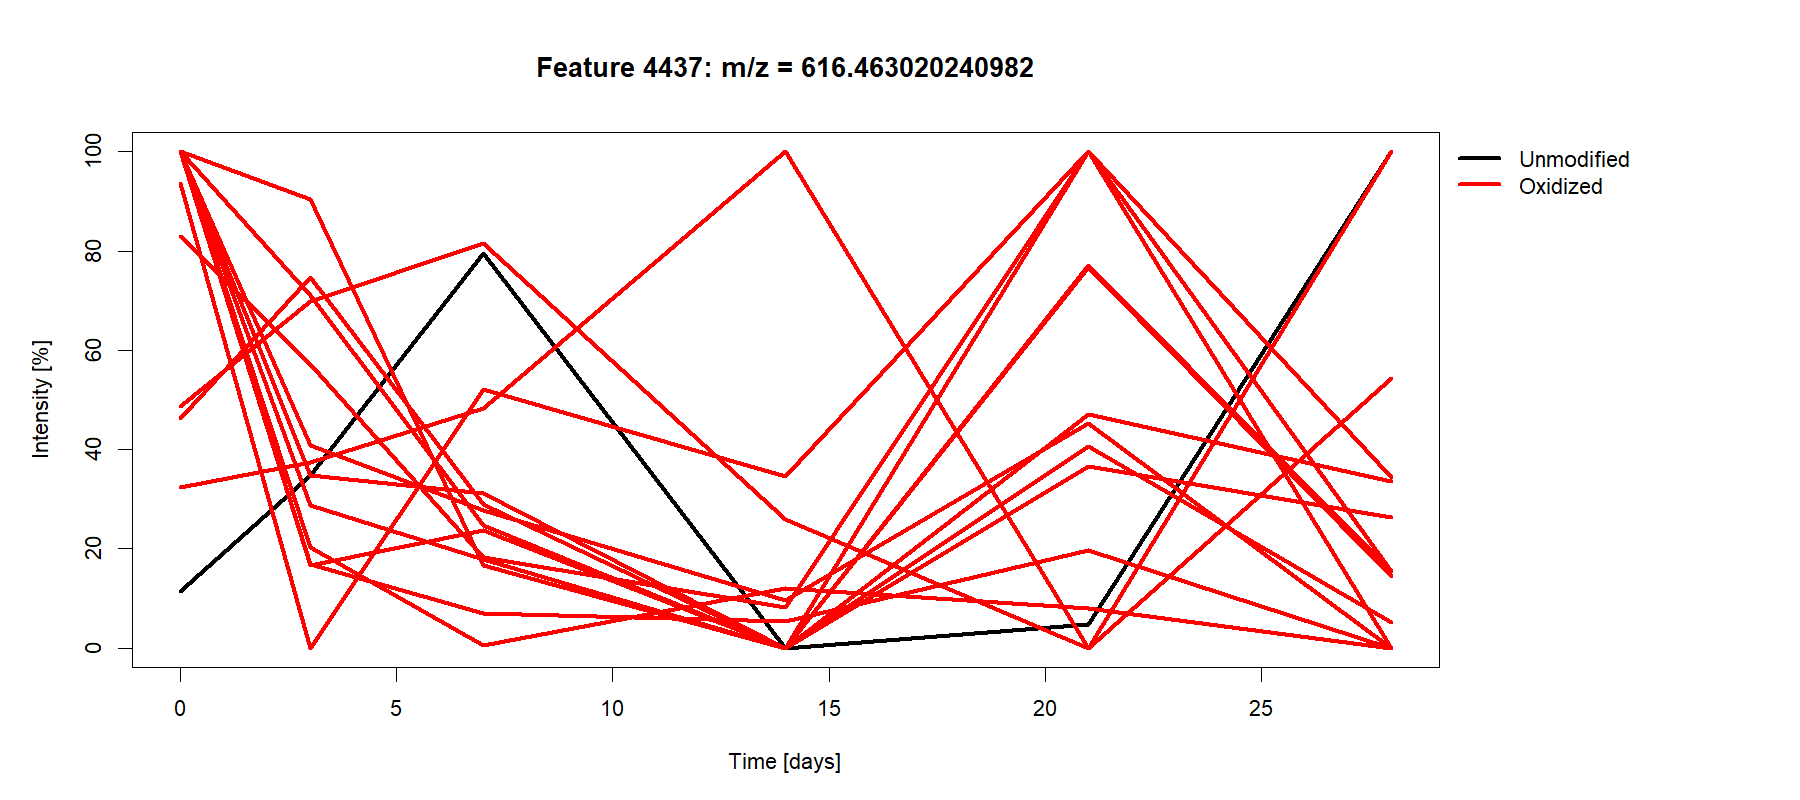 Feature 4437: m/z = 616.463020240982
Unmodified
Oxidized
Intensity [%]
100
80
60
40
20
0
0 5 10 15 20 25
Time [days]